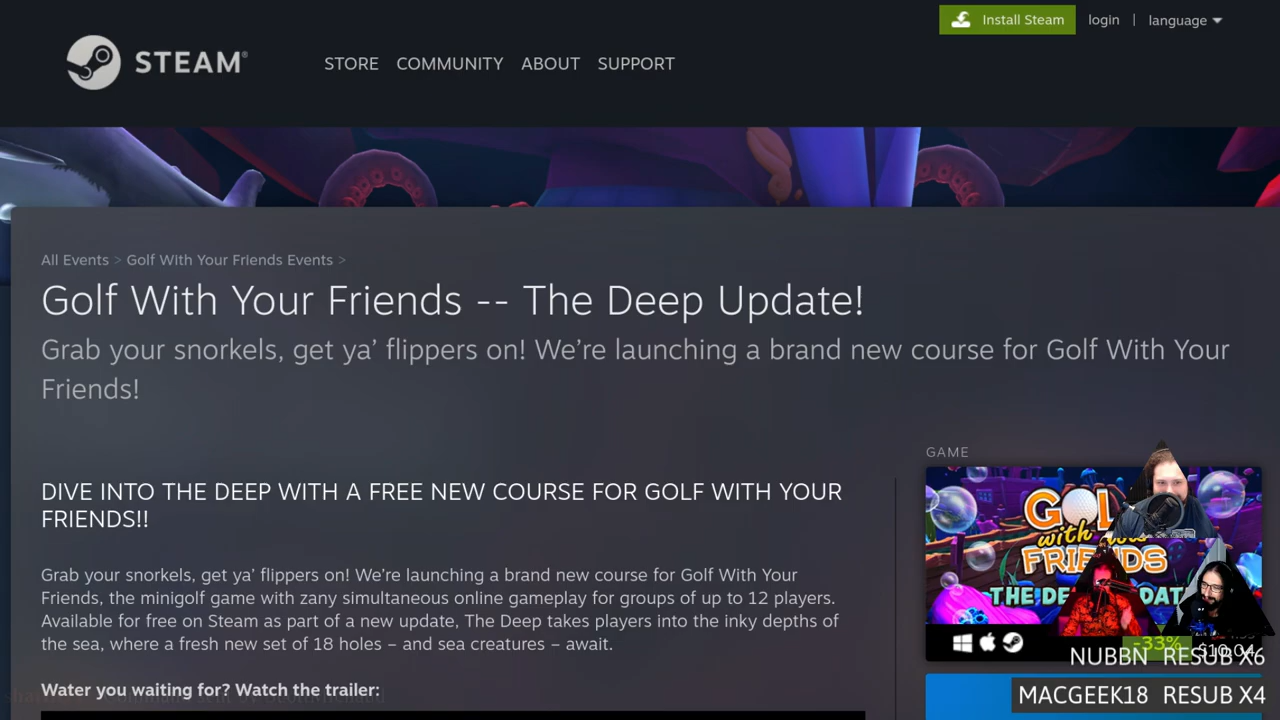 Install Steam
login
language
STEAM®
STORE
COMMUNITY
ABOUT
SUPPORT
All Events > Golf With Your Friends Events >
Golf With Your Friends -- The Deep Update!
Grab your snorkels, get ya’ flippers on! We’re launching a brand new course for Golf With Your
Friends!
GAME
DIVE INTO THE DEEP WITH A FREE NEW COURSE FOR GOLF WITH YOUR
FRIENDS!!
Grab your snorkels, get ya’ flippers on! We’re launching a brand new course for Golf With Your
Friends, the minigolf game with zany simultaneous online gameplay for groups of up to 12 players.
Available for free on Steam as part of a new update, The Deep takes players into the inky depths of
the sea, where a fresh new set of 18 holes – and sea creatures – await.
Water you waiting for? Watch the trailer:
with
FRIENDS
THE
-33%
$10.04
NUBBN RESUB X6
MACGEEK18 RESUB X4